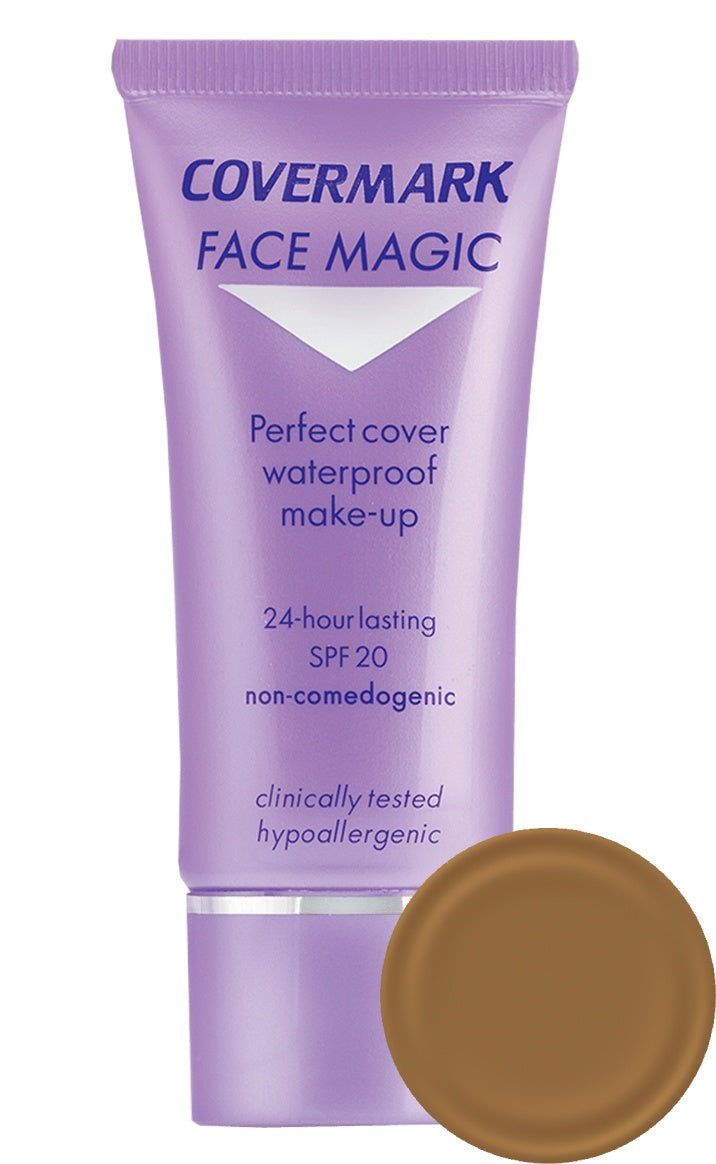 COVERMARK
FACE MAGIC
Perfect cover
waterproof
make-up
24-hour lasting
SPF 20
non-comedogenic
clinically tested
hypoallergenic